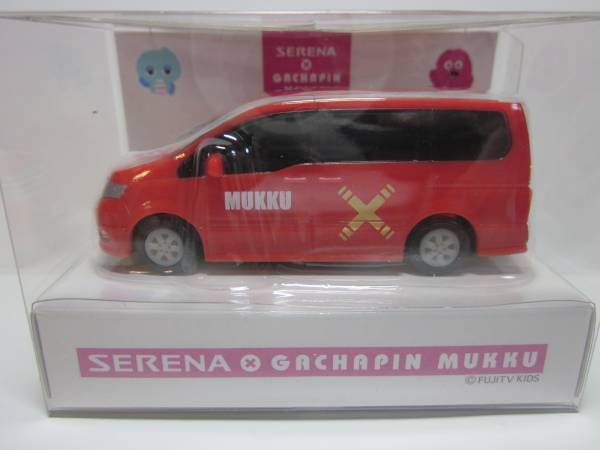 SERENA
×
GACHAPIN
MUKKU
SERENA × GACHAPIN MUKKU
©FUJITV KIDS